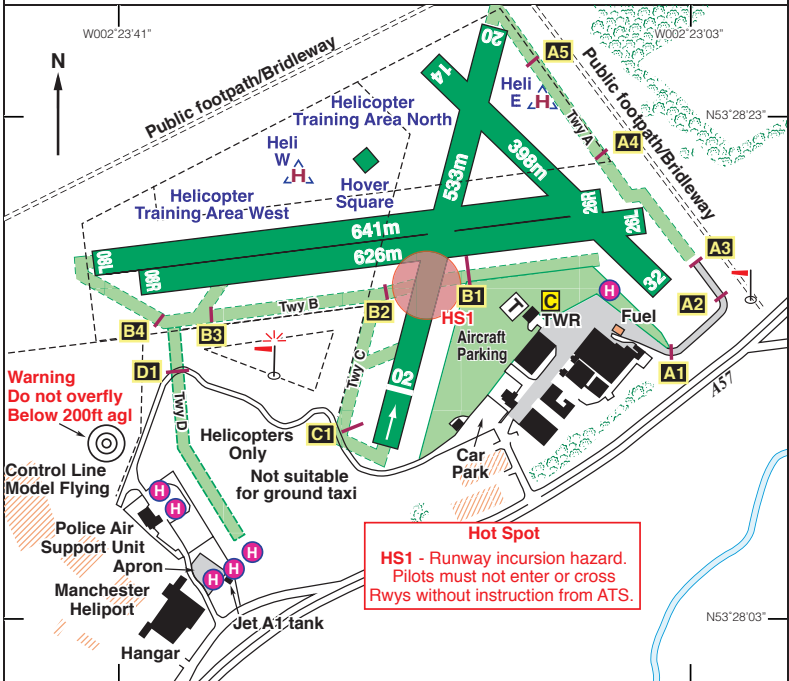 W002°23'41"
W002°23'03"
N
Public footpath/Bridleway
20
A5
Public footpath/Bridleway
14
Heli
E
H
N53°28'23"
Helicopter
Training Area North
Twy A
A4
Heli
W
H
398m
533m
Hover
Square
Helicopter
Training Area West
26R
26L
641m
626m
08L
08R
A3
32
A2
H
B1
B2
HS1
Twy B
B3
B4
T
C
TWR
Fuel
Aircraft
Parking
A1
A57
Twy C
D1
02
Warning
Do not overfly
Below 200ft agl
Twy D
C1
Helicopters
Only
Car
Park
Control Line
Model Flying
Not suitable
for ground taxi
H
H
Police Air
Support Unit
Apron
H
H
H
Manchester
Heliport
Jet A1 tank
Hangar
Hot Spot
HS1 - Runway incursion hazard.
Pilots must not enter or cross
Rwys without instruction from ATS.
N53°28'03"